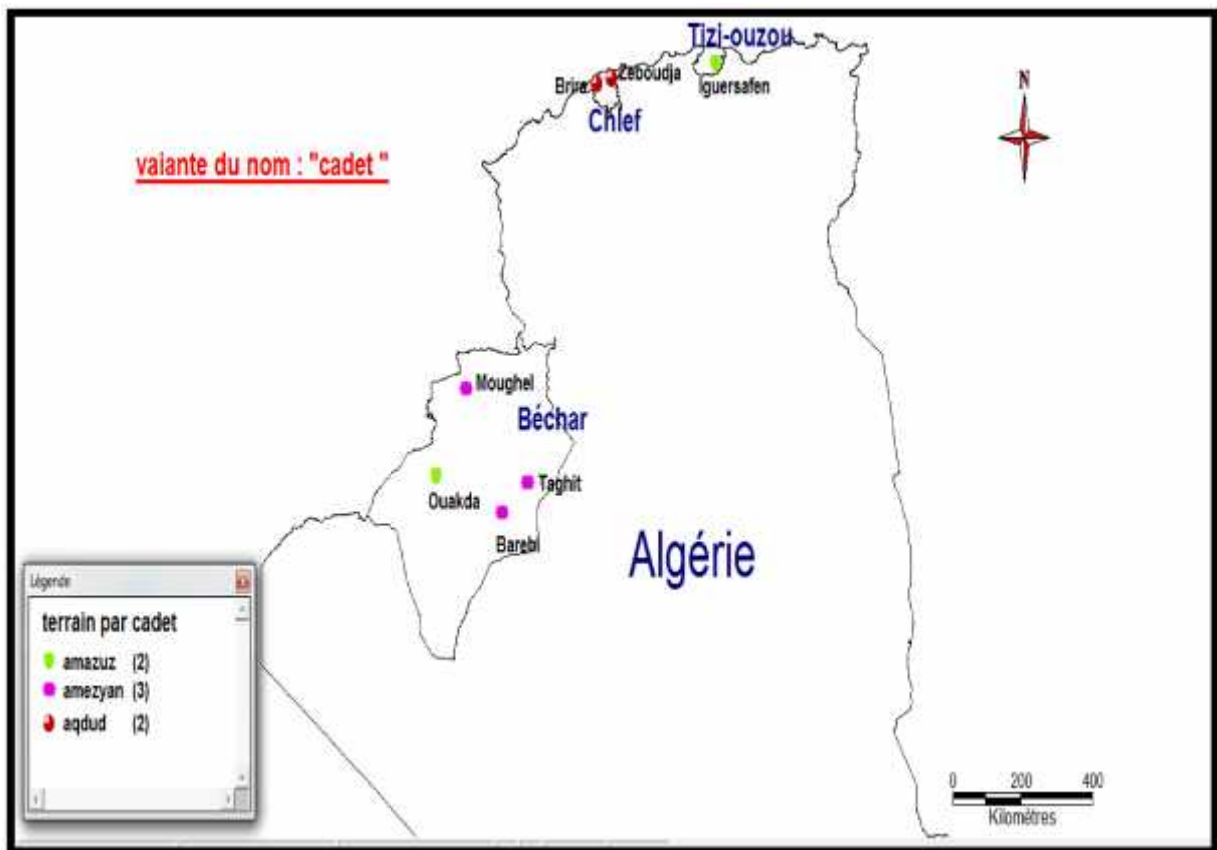 Tizi-ouzou
Zeboudja
Brira
Iguersafen
Chlef
N
vaiante du nom : "cadet "
Moughel
Béchar
Taghit
Ouakda
Barebi
Algérie
Légende
terrain par cadet
amazuz (2)
amezyan (3)
aqdud (2)
0 200 400
Kilomètres